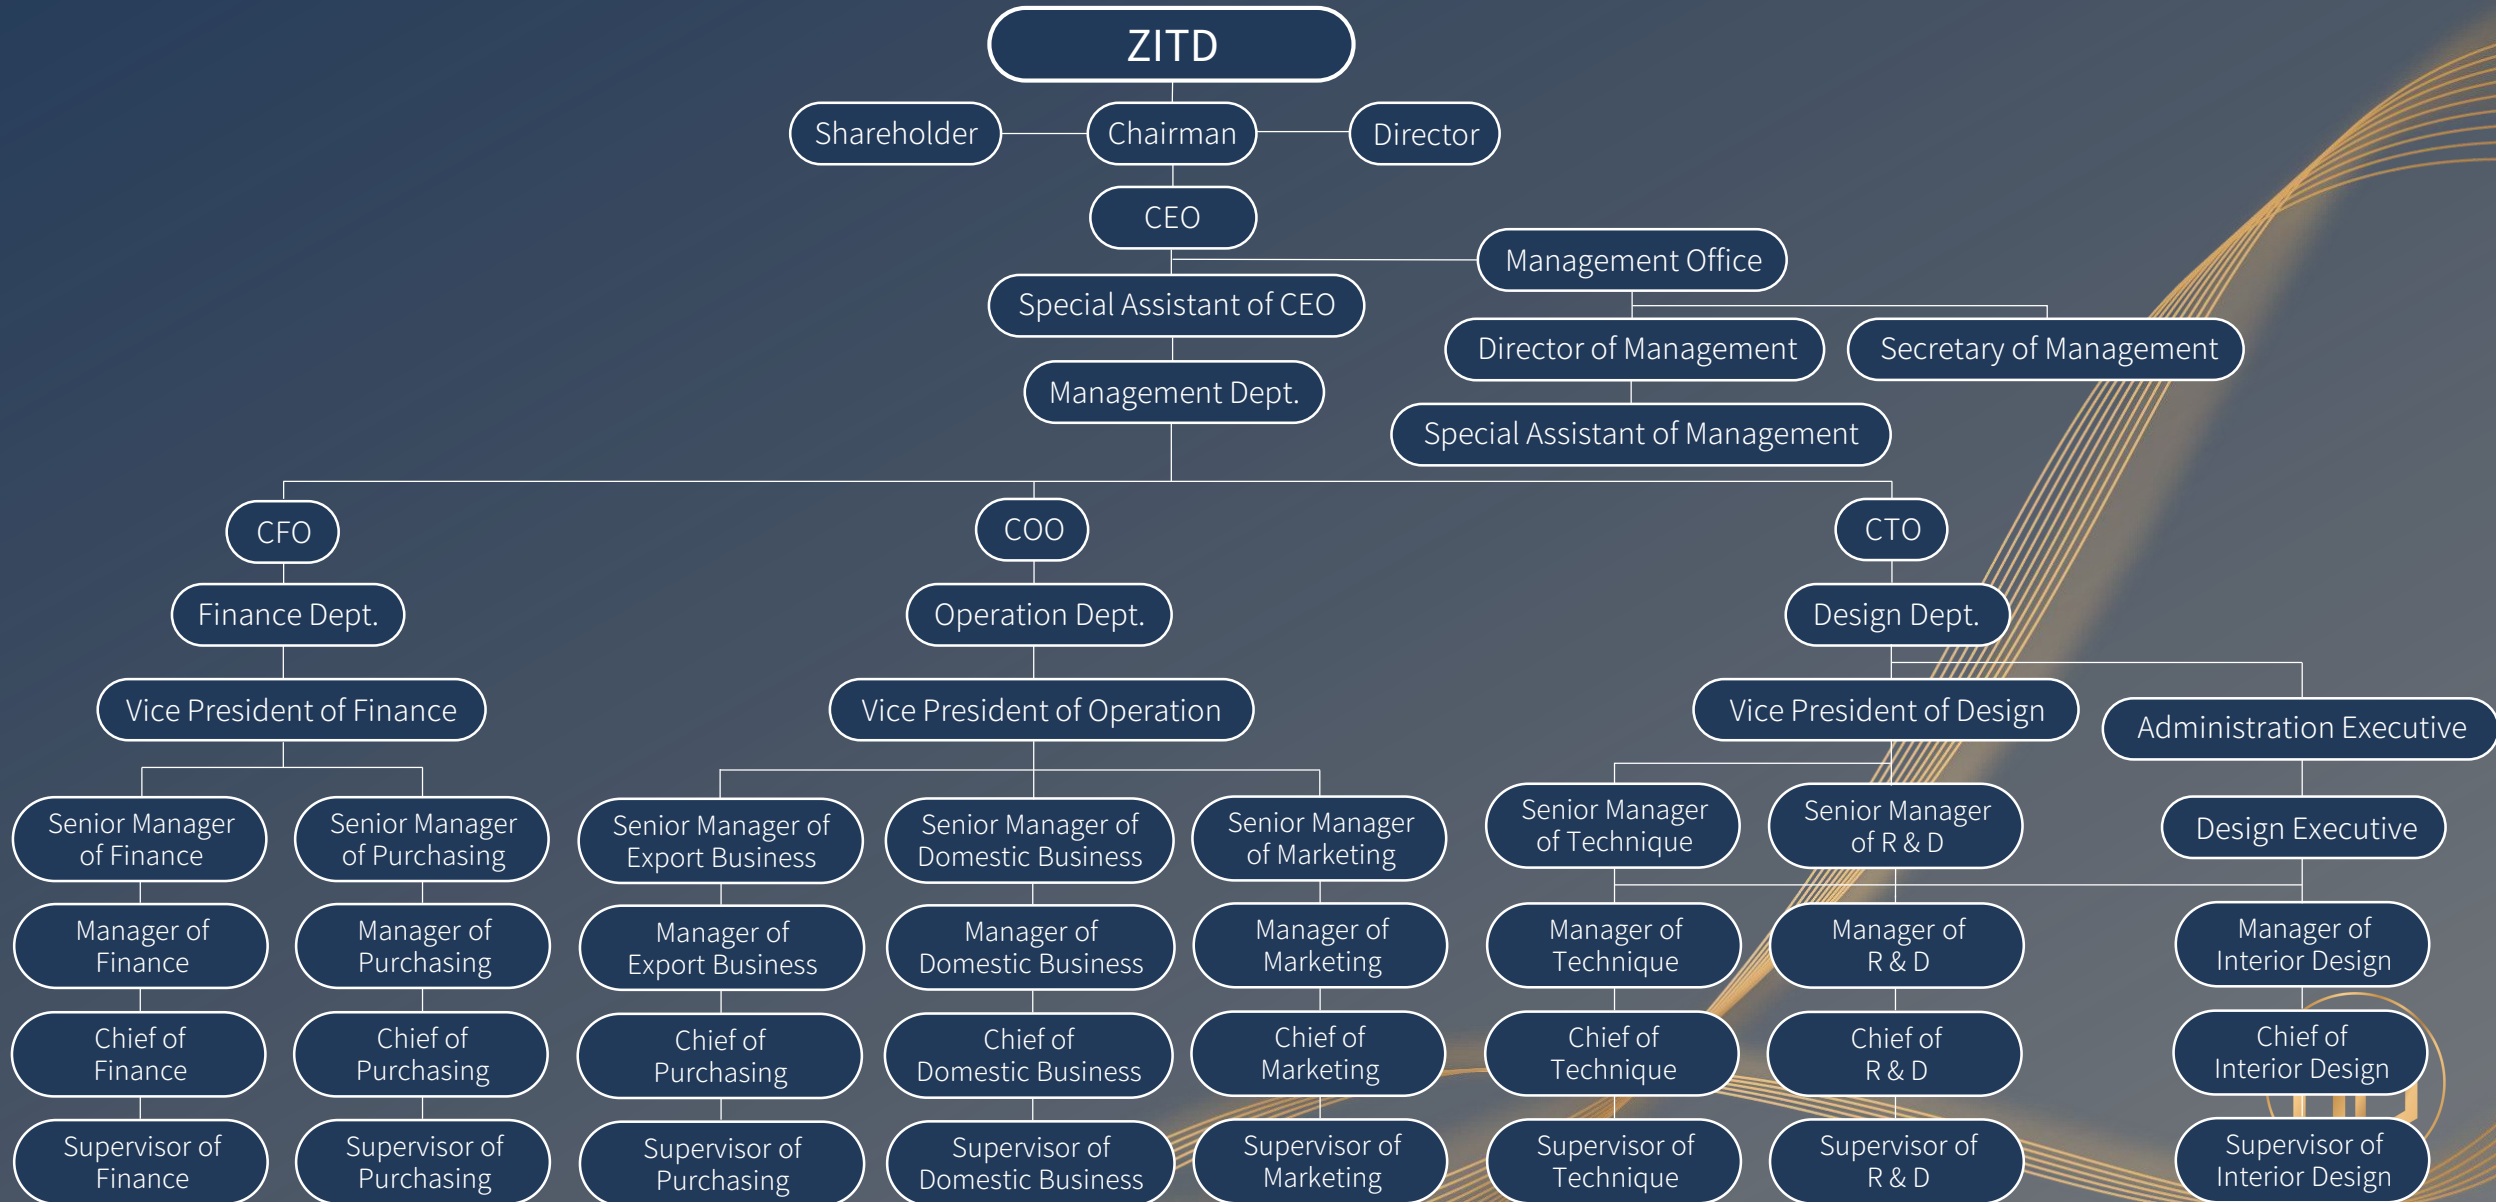 ZITD
Shareholder
Chairman
Director
CEO
Management Office
Special Assistant of CEO
Director of Management
Secretary of Management
Management Dept.
Special Assistant of Management
CFO
COO
CTO
Finance Dept.
Operation Dept.
Design Dept.
Vice President of Finance
Vice President of Operation
Vice President of Design
Administration Executive
Senior Manager
of Finance
Senior Manager
of Purchasing
Senior Manager of
Export Business
Senior Manager of
Domestic Business
Senior Manager
of Marketing
Senior Manager
of Technique
Senior Manager
of R & D
Design Executive
Manager of
Finance
Manager of
Purchasing
Manager of
Export Business
Manager of
Domestic Business
Manager of
Marketing
Manager of
Technique
Manager of
R & D
Manager of
Interior Design
Chief of
Finance
Chief of
Purchasing
Chief of
Purchasing
Chief of
Domestic Business
Chief of
Marketing
Chief of
Technique
Chief of
R & D
Chief of
Interior Design
Supervisor of
Finance
Supervisor of
Purchasing
Supervisor of
Purchasing
Supervisor of
Domestic Business
Supervisor of
Marketing
Supervisor of
Technique
Supervisor of
R & D
Supervisor of
Interior Design